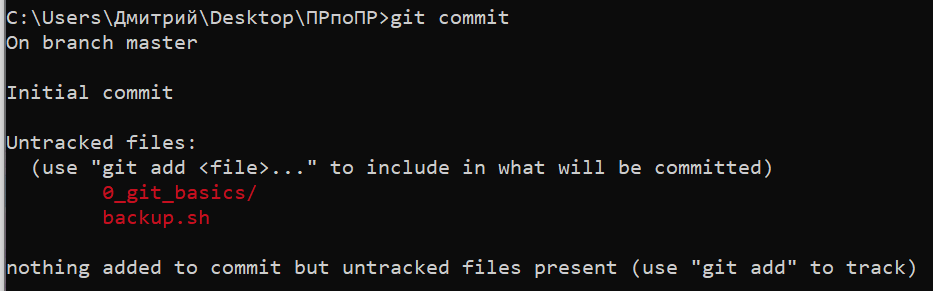 C:\Users\Дмитрий\Desktop\ПРпоПР>git commit
On branch master
Initial commit
Untracked files:
(use "git add <file>..." to include in what will be committed)
0_git_basics/
backup.sh
nothing added to commit but untracked files present (use "git add" to track)